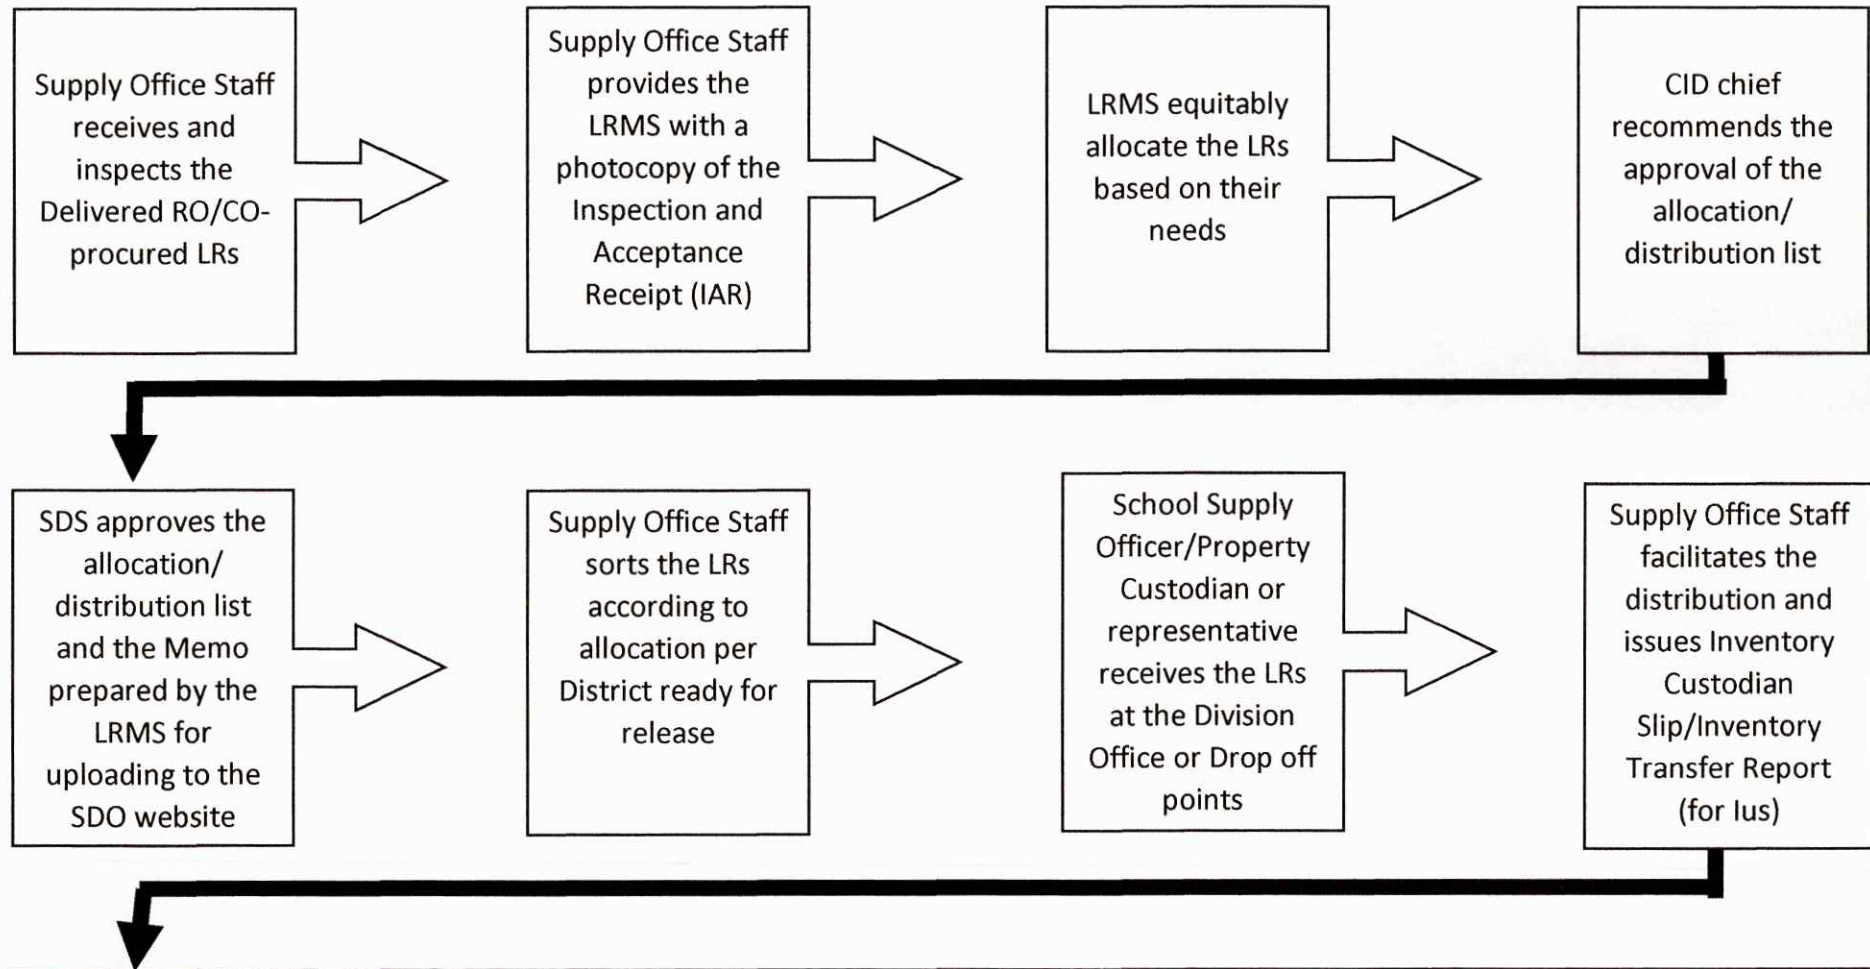 Supply Office Staff
receives and
inspects the
Delivered RO/CO-
procured LRs
Supply Office Staff
provides the
LRMS with a
photocopy of the
Inspection and
Acceptance
Receipt (IAR)
LRMS equitably
allocate the LRs
based on their
needs
CID chief
recommends the
approval of the
allocation/
distribution list
SDS approves the
allocation/
distribution list
and the Memo
prepared by the
LRMS for
uploading to the
SDO website
Supply Office Staff
sorts the LRs
according to
allocation per
District ready for
release
School Supply
Officer/Property
Custodian or
representative
receives the LRs
at the Division
Office or Drop off
points
Supply Office Staff
facilitates the
distribution and
issues Inventory
Custodian
Slip/Inventory
Transfer Report
(for Ius)